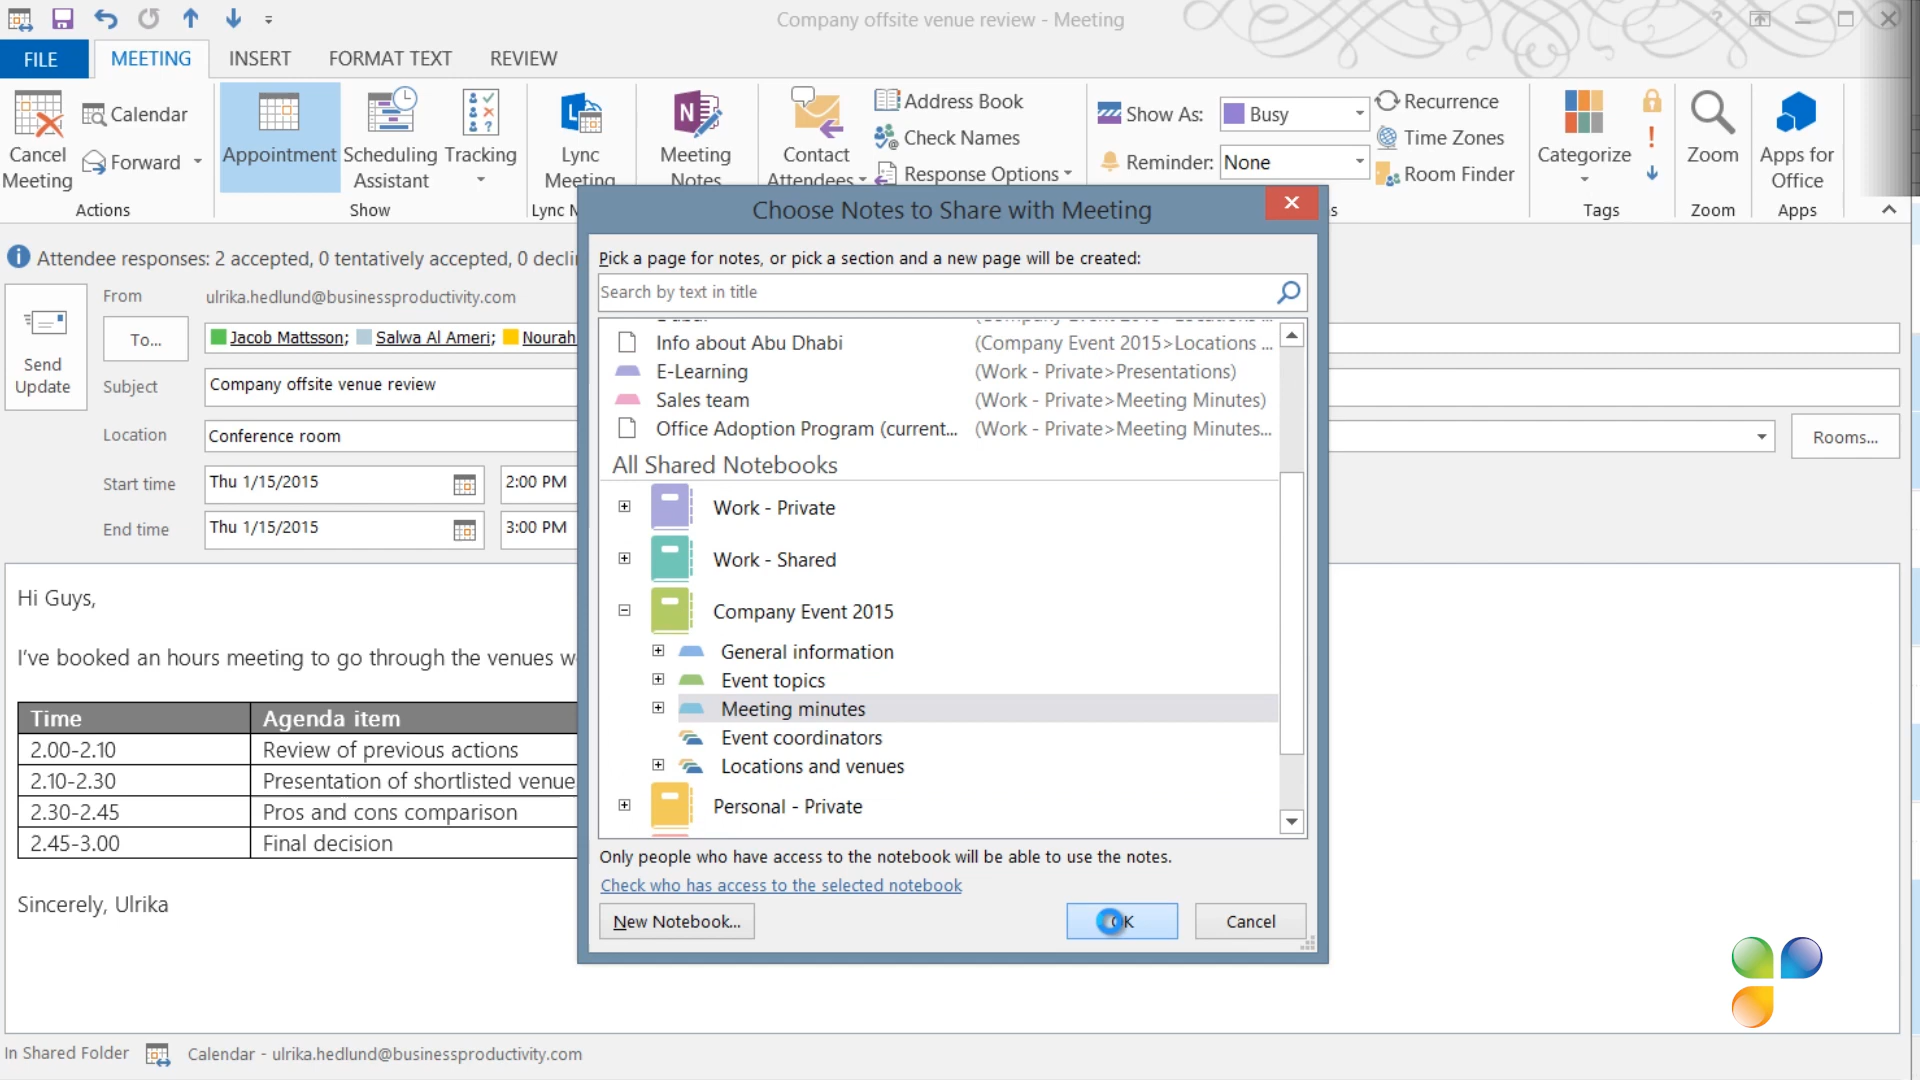 Company offsite venue review - Meeting
?
FILE
MEETING
INSERT
FORMAT TEXT
REVIEW
Cancel Meeting
Calendar
Forward
Actions
Appointment
Scheduling Assistant
Tracking
Show
Lync Meeting
Lync
Meeting Notes
Contact Attendees
Address Book
Check Names
Response Options
Show As:
Busy
Reminder:
None
Recurrence
Time Zones
Room Finder
Categorize
Tags
Zoom
Zoom
Apps for Office
Apps
Attendee responses: 2 accepted, 0 tentatively accepted, 0
From
ulrika.hedlund@businessproductivity.com
To...
Jacob Mattsson; Salwa Al Ameri; Nourah
Send Update
Subject
Company offsite venue review
Location
Conference room
Rooms...
Start time
Thu 1/15/2015
2:00 PM
End time
Thu 1/15/2015
3:00 PM
Hi Guys,
I've booked an hours meeting to go through the venues
Time
Agenda item
2.00-2.10
Review of previous actions
2.10-2.30
Presentation of shortlisted venue
2.30-2.45
Pros and cons comparison
2.45-3.00
Final decision
Sincerely, Ulrika
In Shared Folder
Calendar - ulrika.hedlund@businessproductivity.com
Choose Notes to Share with Meeting
Pick a page for notes, or pick a section and a new page will be created:
Search by text in title
Info about Abu Dhabi
(Company Event 2015>Locations ...
E-Learning
(Work - Private>Presentations)
Sales team
(Work - Private>Meeting Minutes)
Office Adoption Program (current...
(Work - Private>Meeting Minutes...
All Shared Notebooks
Work - Private
Work - Shared
Company Event 2015
General information
Event topics
Meeting minutes
Event coordinators
Locations and venues
Personal - Private
Only people who have access to the notebook will be able to use the notes.
Check who has access to the selected notebook
New Notebook...
OK
Cancel